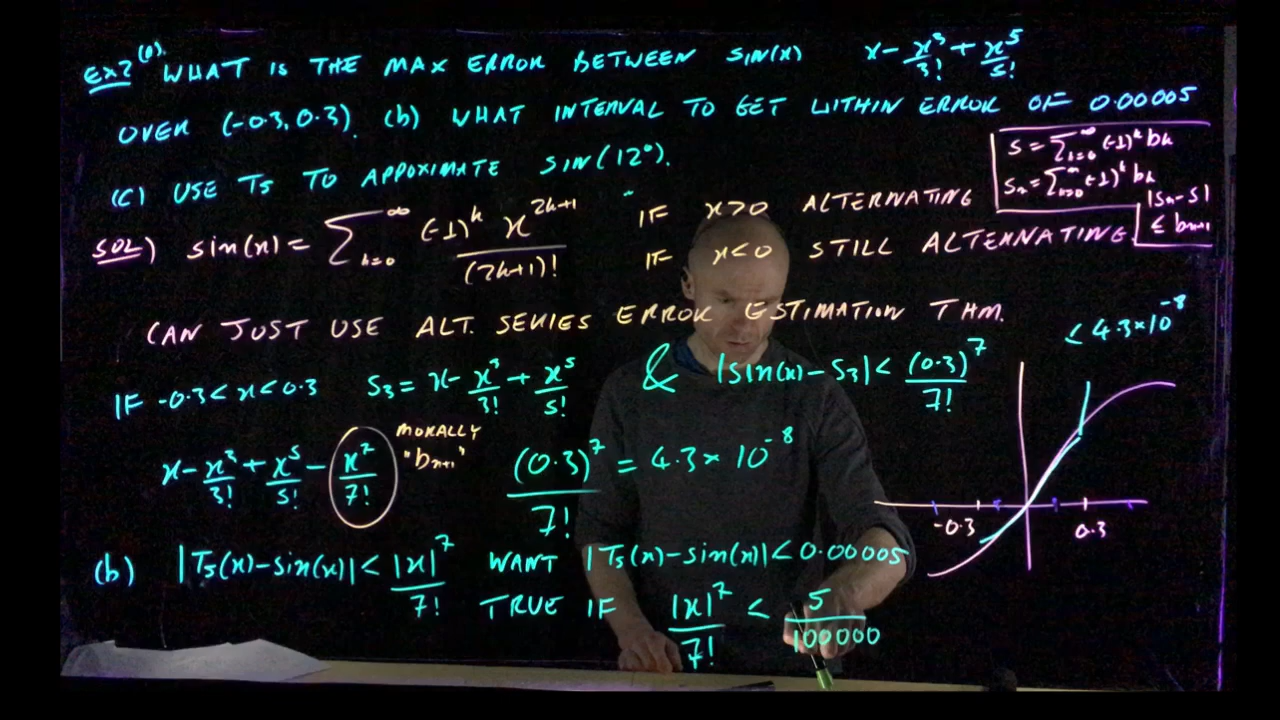 EX? (a). WHAT IS THE MAX ERROR BETWEEN SIN(x) x - x³/3! + x⁵/5!
OVER (-0.3, 0.3). (b) WHAT INTERVAL TO GET WITHIN ERROR OF 0.00005
(C) USE T5 TO APPOXIMATE SIN(12°).
S = ∑_{k=0}^{∞} (-1)^k bk
Sn = ∑_{k=0}^{n} (-1)^k bk
|Sn - S| ≤ bn+1
SOL) sin(x) = ∑_{k=0}^{∞} (-1)^k x^{2k+1}/(2k+1)! IF x>0 ALTERNATING
IF x<0 STILL ALTERNATING.
CAN JUST USE ALT. SERIES ERROR ESTIMATION THM.
< 4.3×10^{-8}
IF -0.3 < x < 0.3 S3 = x - x³/3! + x⁵/5! & |sin(x) - S3| < (0.3)^7/7!
x - x³/3! + x⁵/5! - x⁷/7! MORALLY "bn+1" (0.3)^7/7! = 4.3×10^{-8}
-0.3 0.3
(b) |T5(x) - sin(x)| < |x|^7/7! WANT |T5(x) - sin(x)| < 0.00005
TRUE IF |x|^7/7! < 5/100000